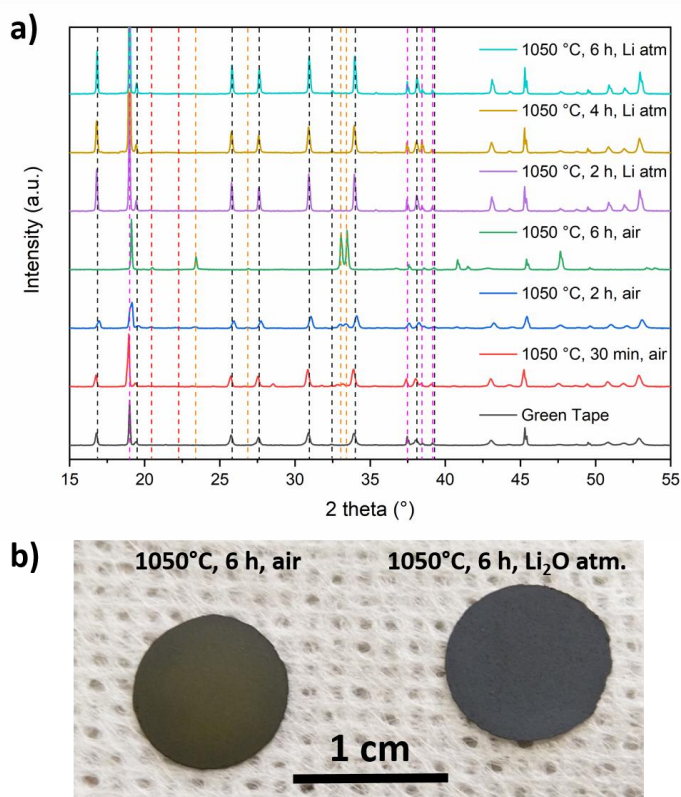 a)
1050 °C, 6 h, Li atm
1050 °C, 4 h, Li atm
1050 °C, 2 h, Li atm
1050 °C, 6 h, air
1050 °C, 2 h, air
1050 °C, 30 min, air
Green Tape
Intensity (a.u.)
15 20 25 30 35 40 45 50 55
2 theta (°)
b)
1050°C, 6 h, air 1050°C, 6 h, Li₂O atm.
1 cm